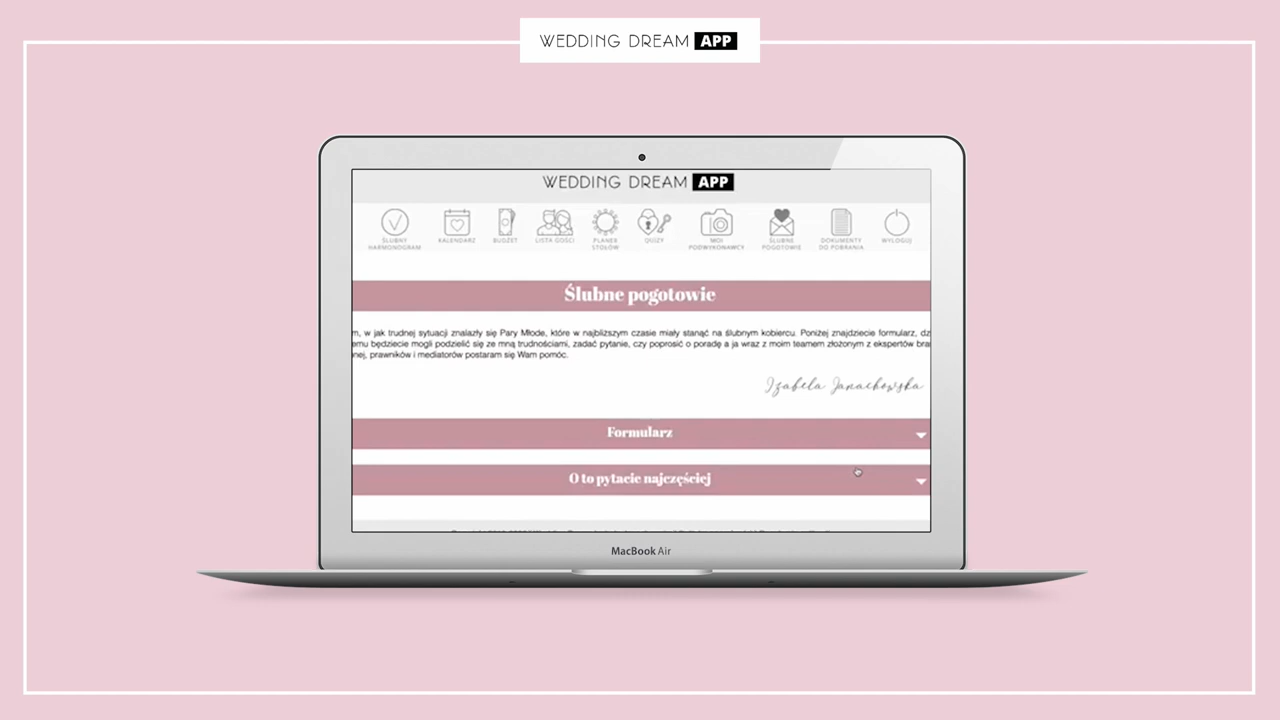 WEDDING DREAM APP
WEDDING DREAM APP
ŚLUBNY HARMONOGRAM
KALENDARZ
BUDŻET
LISTA GOŚCI
PLANER STOŁÓW
QUIZY
MOI PODWYKONAWCY
ŚLUBNE POGOTOWIE
DOKUMENTY DO POBRANIA
WYLOGUJ
Ślubne pogotowie
m, w jak trudnej sytuacji znalazły się Pary Młode, które w najbliższym czasie miały stanąć na ślubnym kobiercu. Poniżej znajdziecie formularz, dz
emu będziecie mogli podzielić się ze mną trudnościami, zadać pytanie, czy poprosić o poradę a ja wraz z moim teamem złożonym z ekspertów bra
nej, prawników i mediatorów postaram się Wam pomóc.
Izabela Janachowska
Formularz
O to pytacie najczęściej
MacBook Air